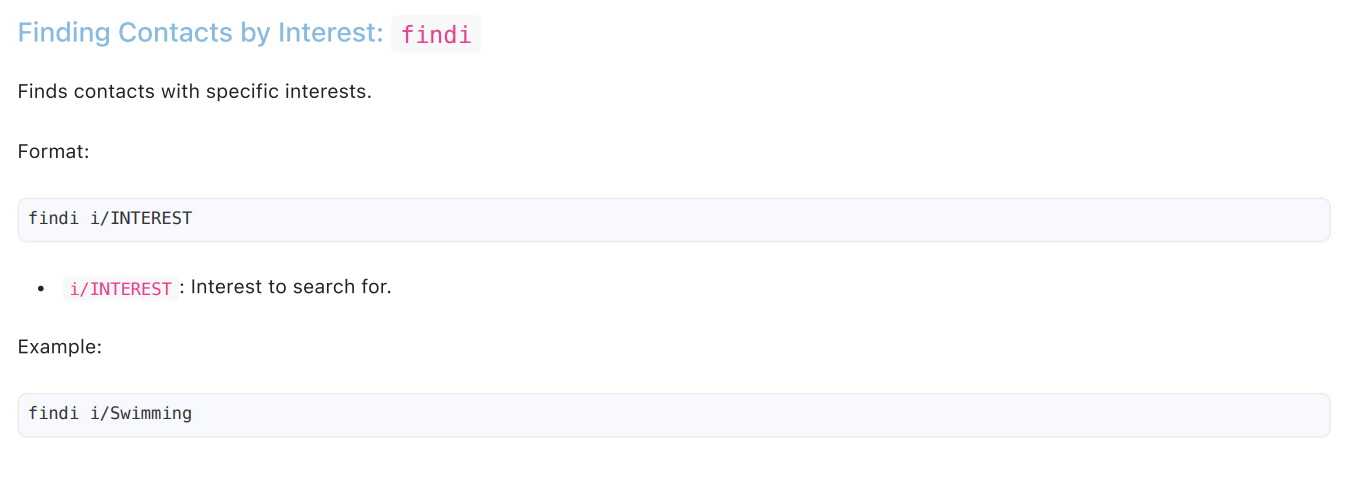 Finding Contacts by Interest: findi
Finds contacts with specific interests.
Format:
findi i/INTEREST
• i/INTEREST: Interest to search for.
Example:
findi i/Swimming